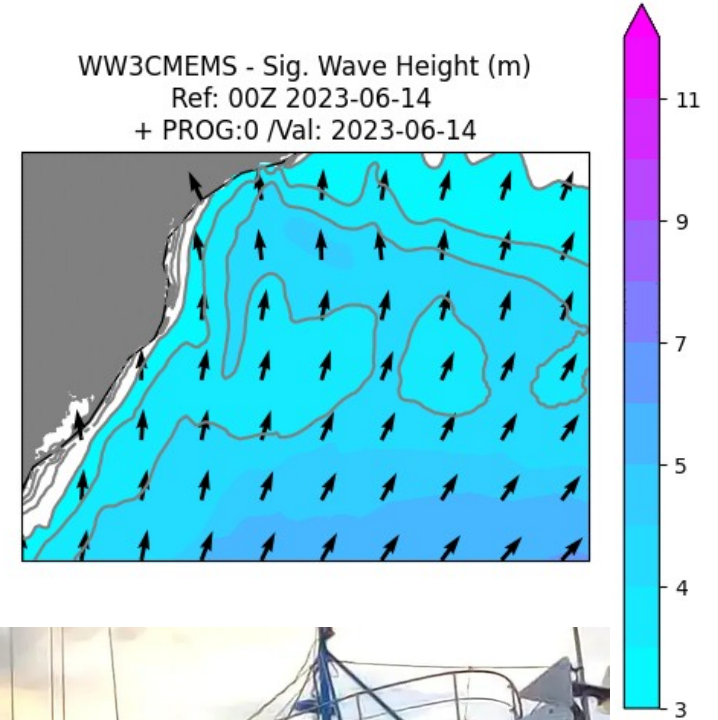 WW3CMEMS - Sig. Wave Height (m)
Ref: 00Z 2023-06-14
+ PROG:0 /Val: 2023-06-14
11
9
7
5
4
3